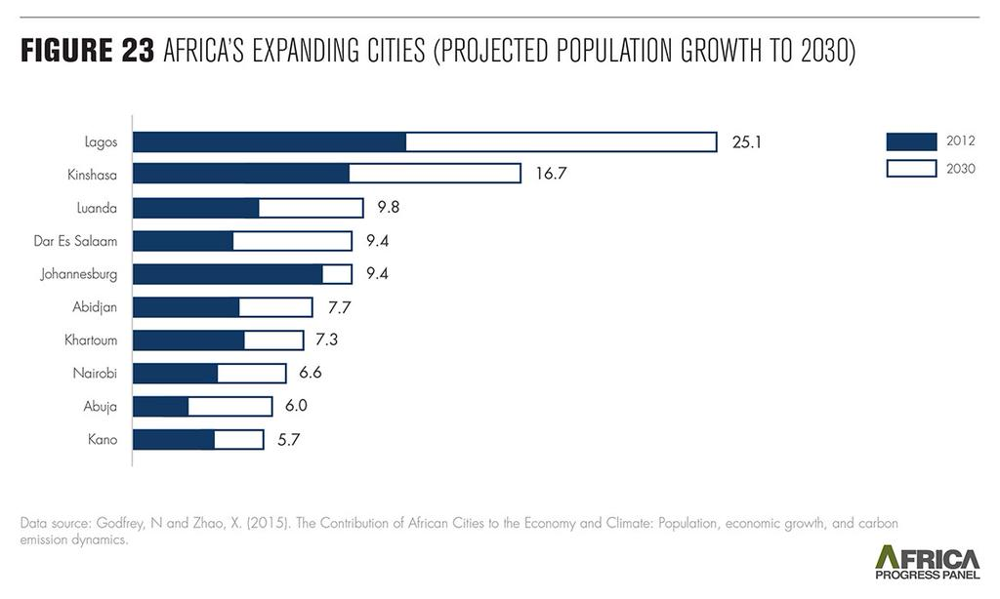 FIGURE 23 AFRICA'S EXPANDING CITIES (PROJECTED POPULATION GROWTH TO 2030)
Lagos 25.1 2012
Kinshasa 16.7 2030
Luanda 9.8
Dar Es Salaam 9.4
Johannesburg 9.4
Abidjan 7.7
Khartoum 7.3
Nairobi 6.6
Abuja 6.0
Kano 5.7
Data source: Godfrey, N and Zhao, X. (2015). The Contribution of African Cities to the Economy and Climate: Population, economic growth, and carbon
emission dynamics.
AFRICA
PROGRESS PANEL